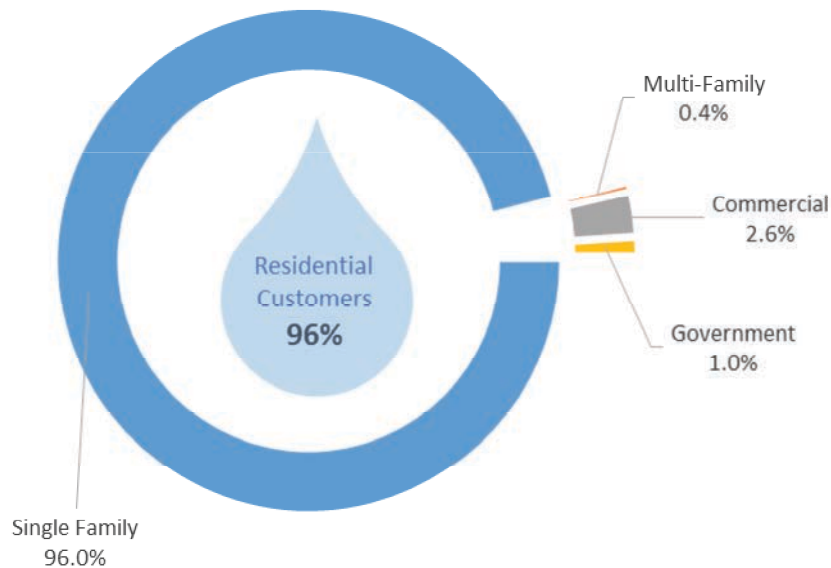 Multi-Family
0.4%
Commercial
2.6%
Residential
Customers
96%
Government
1.0%
Single Family
96.0%